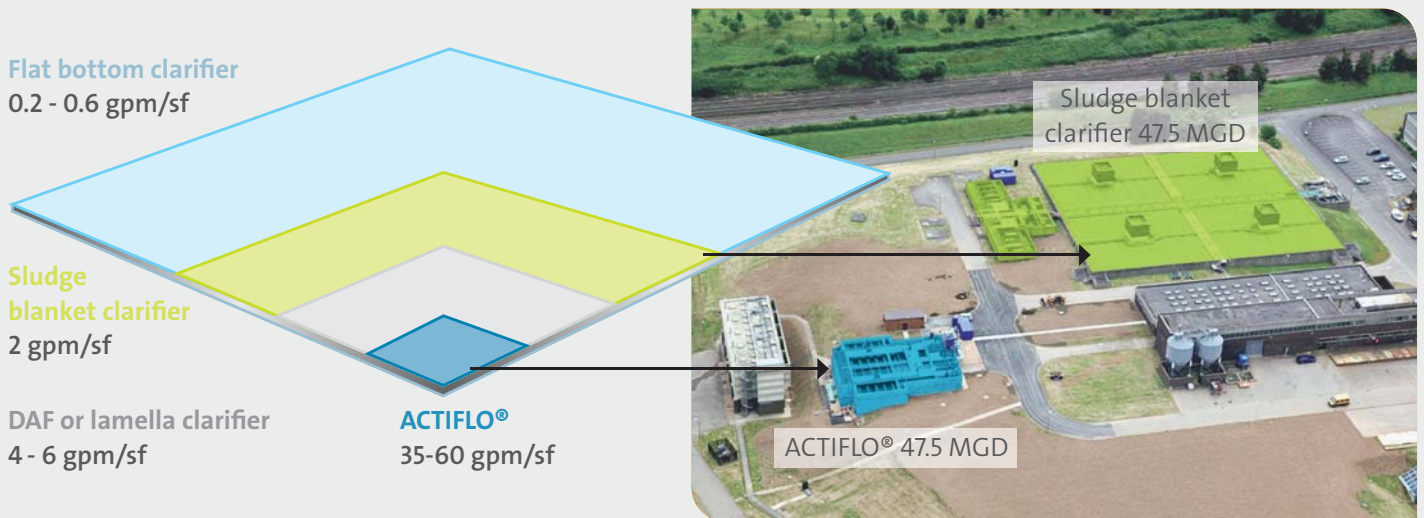 Flat bottom clarifier
0.2 - 0.6 gpm/sf
Sludge
blanket clarifier
2 gpm/sf
DAF or lamella clarifier
4 - 6 gpm/sf
ACTIFLO®
35-60 gpm/sf
Sludge blanket
clarifier 47.5 MGD
ACTIFLO® 47.5 MGD